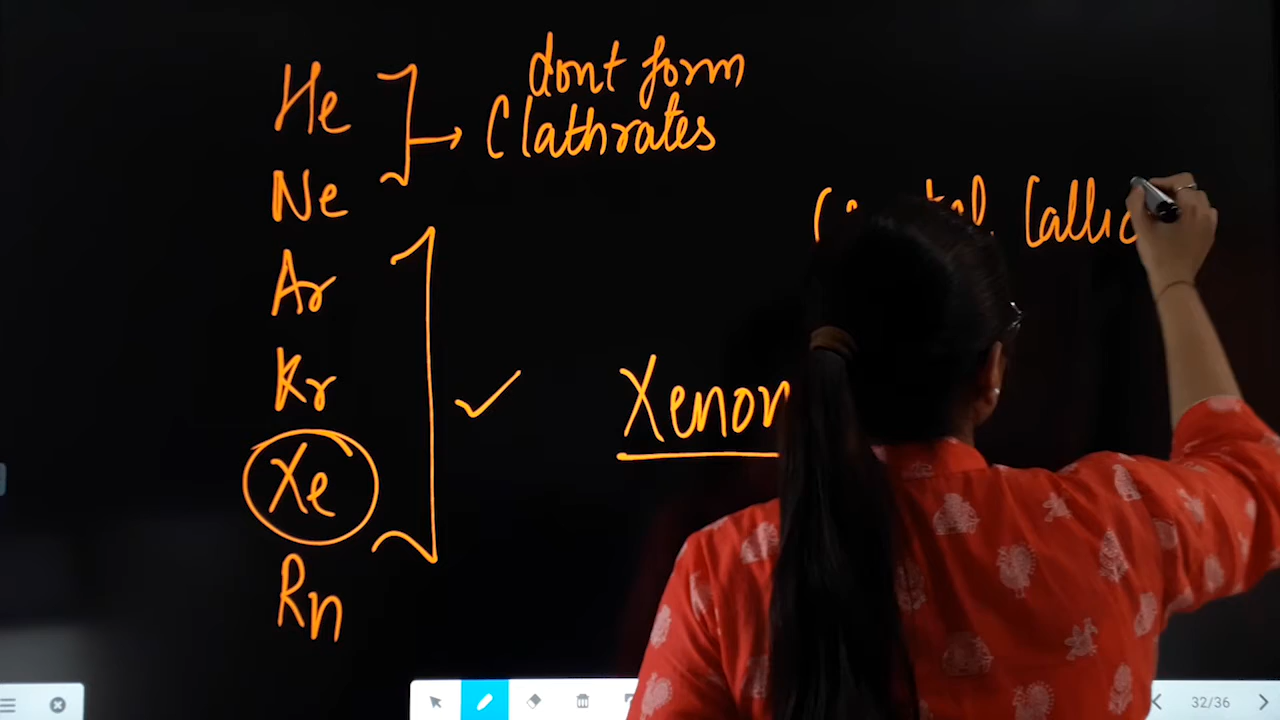 He
dont form
Clathrates
Ne
Ar
Kr
Xenon
Xe
Rn
32/36